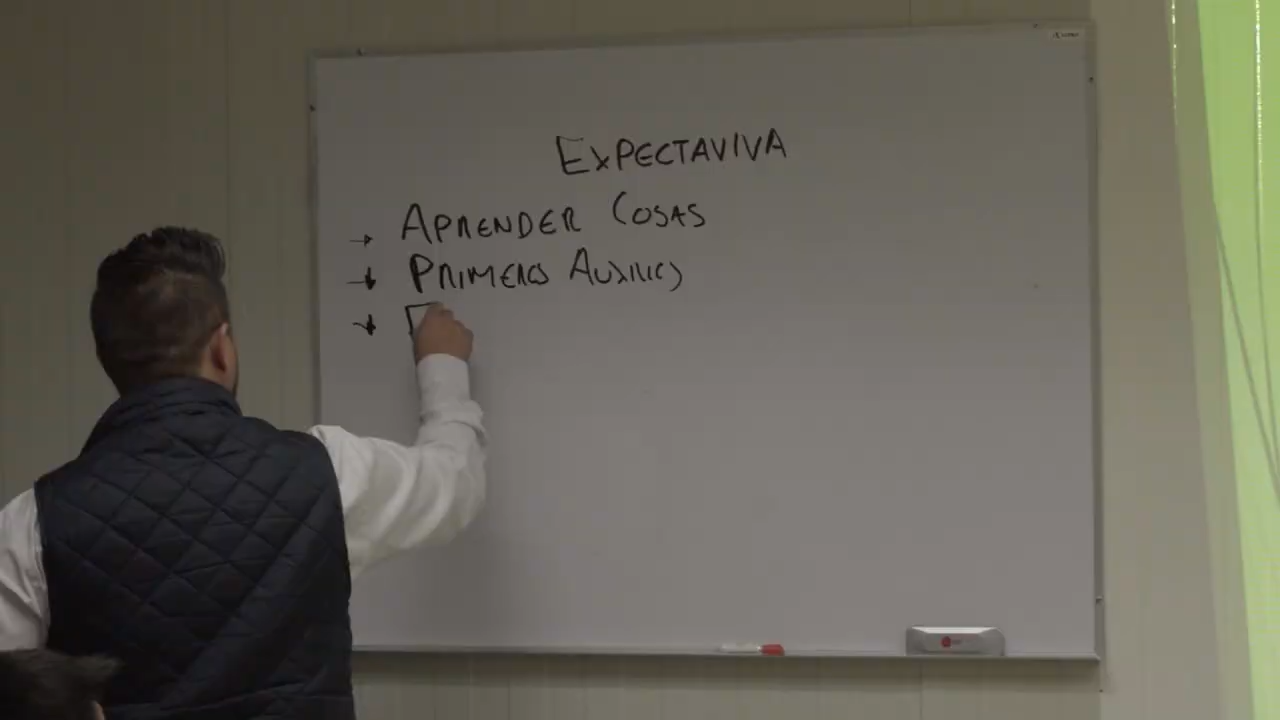 EXPECTAVIVA
→ APRENDER COSAS
→ PRIMEROS AUXILIOS
→